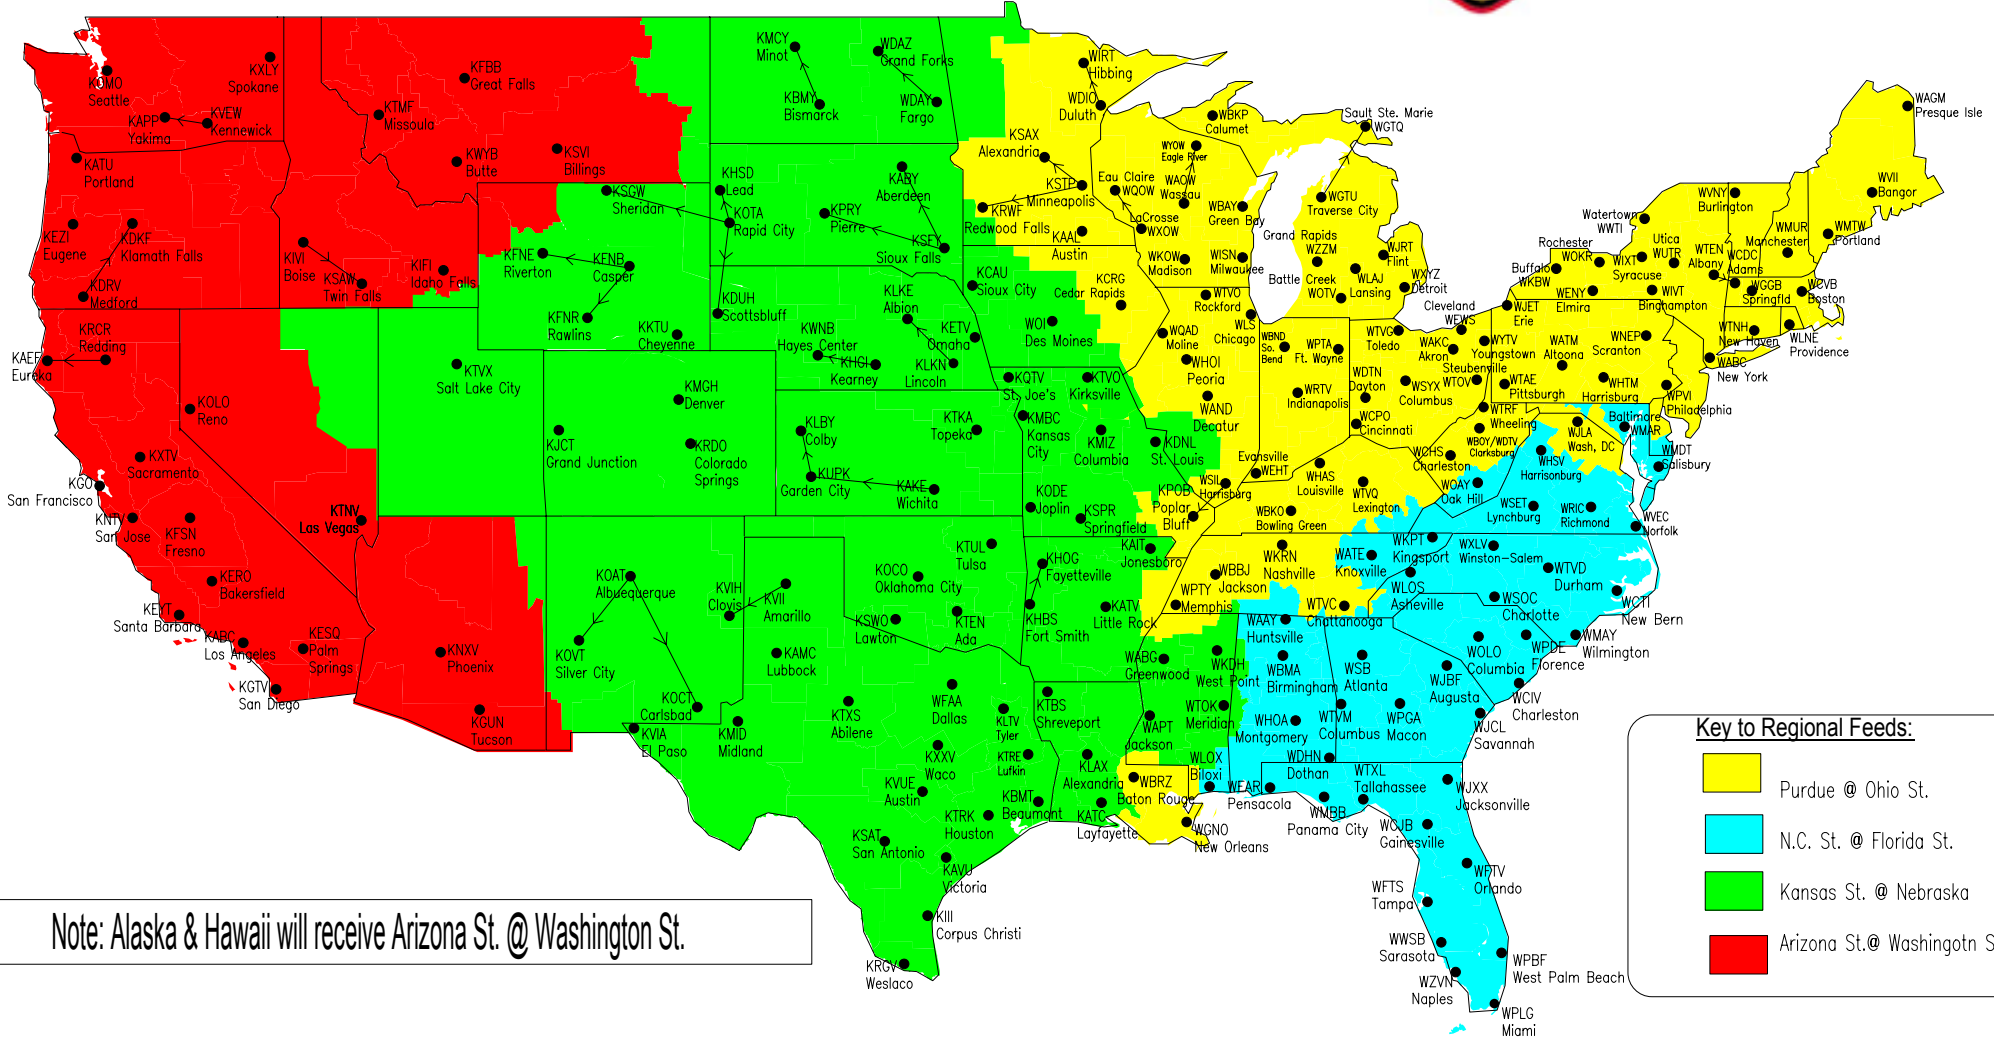 KOMO
Seattle
KXLY
Spokane
KAPP
Yakima
KVEW
Kennewick
KFBB
Great Falls
KTMF
Missoula
KWYB
Butte
KSVI
Billings
KATU
Portland
KEZI
Eugene
KDKF
Klamath Falls
KDRV
Medford
KIVI
Boise
KSAW
Twin Falls
KIFI
Idaho Falls
KAEF
Eureka
KRCR
Redding
KOLO
Reno
KXTV
Sacramento
KGO
San Francisco
KNTV
San Jose
KFSN
Fresno
KTNV
Las Vegas
KERO
Bakersfield
KEYT
Santa Barbara
KABC
Los Angeles
KESQ
Palm
Springs
KGTV
San Diego
KNXV
Phoenix
KGUN
Tucson
KMCY
Minot
WDAZ
Grand Forks
KBMY
Bismarck
WDAY
Fargo
KSGW
Sheridan
KHSD
Lead
KOTA
Rapid City
KPRY
Pierre
KABY
Aberdeen
KSFY
Sioux Falls
KFNE
Riverton
KFNB
Casper
KFNR
Rawlins
KKTU
Cheyenne
KDUH
Scottsbluff
KLKE
Albion
KCAU
Sioux City
KWNB
Hayes Center
KHGI
Kearney
KETV
Omaha
KLKN
Lincoln
WOI
Des Moines
KTVX
Salt Lake City
KMGH
Denver
KJCT
Grand Junction
KRDO
Colorado
Springs
KLBY
Colby
KUPK
Garden City
KAKE
Wichita
KTKA
Topeka
KQTV
St. Joe's
KTVO
Kirksville
KMBC
Kansas
City
KMIZ
Columbia
KDNL
St. Louis
KODE
Joplin
KSPR
Springfield
KAIT
Jonesboro
KOAT
Albuequerque
KVIH
Clovis
KVII
Amarillo
KOVT
Silver City
KOCT
Carlsbad
KVIA
El Paso
KMID
Midland
KAMC
Lubbock
KOCO
Oklahoma City
KTUL
Tulsa
KSWO
Lawton
KTEN
Ada
KHOG
Fayetteville
KHBS
Fort Smith
KATV
Little Rock
KTXS
Abilene
WFAA
Dallas
KXXV
Waco
KLTV
Tyler
KTRE
Lufkin
KTBS
Shreveport
KVUE
Austin
KTRK
Houston
KBMT
Beaumont
KSAT
San Antonio
KAVU
Victoria
KIII
Corpus Christi
KRGV
Weslaco
KLAX
Alexandria
KATC
Layfayette
WABG
Greenwood
WKDH
West Point
WTOK
Meridian
WAPT
Jackson
WBRZ
Baton Rouge
WGNO
New Orleans
WLOX
Biloxi
WIRT
Hibbing
WDIO
Duluth
KSAX
Alexandria
KSTP
Minneapolis
KRWF
Redwood Falls
KAAL
Austin
WBKP
Calumet
WYOW
Eagle River
Eau Claire
WQOW
WAOW
Wassau
LaCrosse
WXOW
WBAY
Green Bay
WKOW
Madison
WISN
Milwaukee
KCRG
Cedar Rapids
WTVO
Rockford
WLS
Chicago
WQAD
Moline
WHOI
Peoria
WAND
Decatur
Sault Ste. Marie
WGTQ
WGTU
Traverse City
Grand Rapids
WZZM
WJRT
Flint
Battle
Creek
WOTV
WLAJ
Lansing
WXYZ
Detroit
WBND
So.
Bend
WPTA
Ft. Wayne
WRTV
Indianapolis
Evansville
WEHT
WSIL
Harrisburg
KPOB
Poplar
Bluff
WTVG
Toledo
Cleveland
WEWS
WAKC
Akron
WYTV
Youngstown
WDTN
Dayton
WSYX
Columbus
Steubenville
WTOV
WCPO
Cincinnati
WTRF
Wheeling
WBOY/WDTV
Clarksburg
WCHS
Charleston
WOAY
Oak Hill
WHAS
Louisville
WTVQ
Lexington
WBKO
Bowling Green
WKRN
Nashville
WBBJ
Jackson
WPTY
Memphis
WATE
Knoxville
WKPT
Kingsport
WTVC
Chattanooga
WJET
Erie
WTAE
Pittsburgh
WATM
Altoona
WHTM
Harrisburg
WNEP
Scranton
WPVI
Philadelphia
Buffalo
WKBW
Rochester
WOKR
WENY
Elmira
WIXT
Syracuse
Watertown
WWTI
Utica
WUTR
WIVT
Binghampton
WTEN
Albany
WCDC
Adams
WVNY
Burlington
WMUR
Manchester
WMTW
Portland
WVII
Bangor
WAGM
Presque Isle
WGGB
Springfld
WCVB
Boston
WTNH
New Haven
WLNE
Providence
WABC
New York
WJLA
Wash, DC
Baltimore
WMAR
WMDT
Salisbury
WHSV
Harrisonburg
WSET
Lynchburg
WRIC
Richmond
WVEC
Norfolk
WXLV
Winston-Salem
WTVD
Durham
WLOS
Asheville
WSOC
Charlotte
WCTI
New Bern
WMAY
Wilmington
WOLO
Columbia
WPDE
Florence
WCIV
Charleston
WAAY
Huntsville
WBMA
Birmingham
WHOA
Montgomery
WDHN
Dothan
WSB
Atlanta
WJBF
Augusta
WTVM
Columbus
WPGA
Macon
WJCL
Savannah
WEAR
Pensacola
WMBB
Panama City
WTXL
Tallahassee
WJXX
Jacksonville
WCJB
Gainesville
WFTV
Orlando
WFTS
Tampa
WWSB
Sarasota
WZVN
Naples
WPBF
West Palm Beach
WPLG
Miami
Key to Regional Feeds:
Purdue @ Ohio St.
N.C. St. @ Florida St.
Kansas St. @ Nebraska
Arizona St.@ Washingotn S
Note: Alaska & Hawaii will receive Arizona St. @ Washington St.